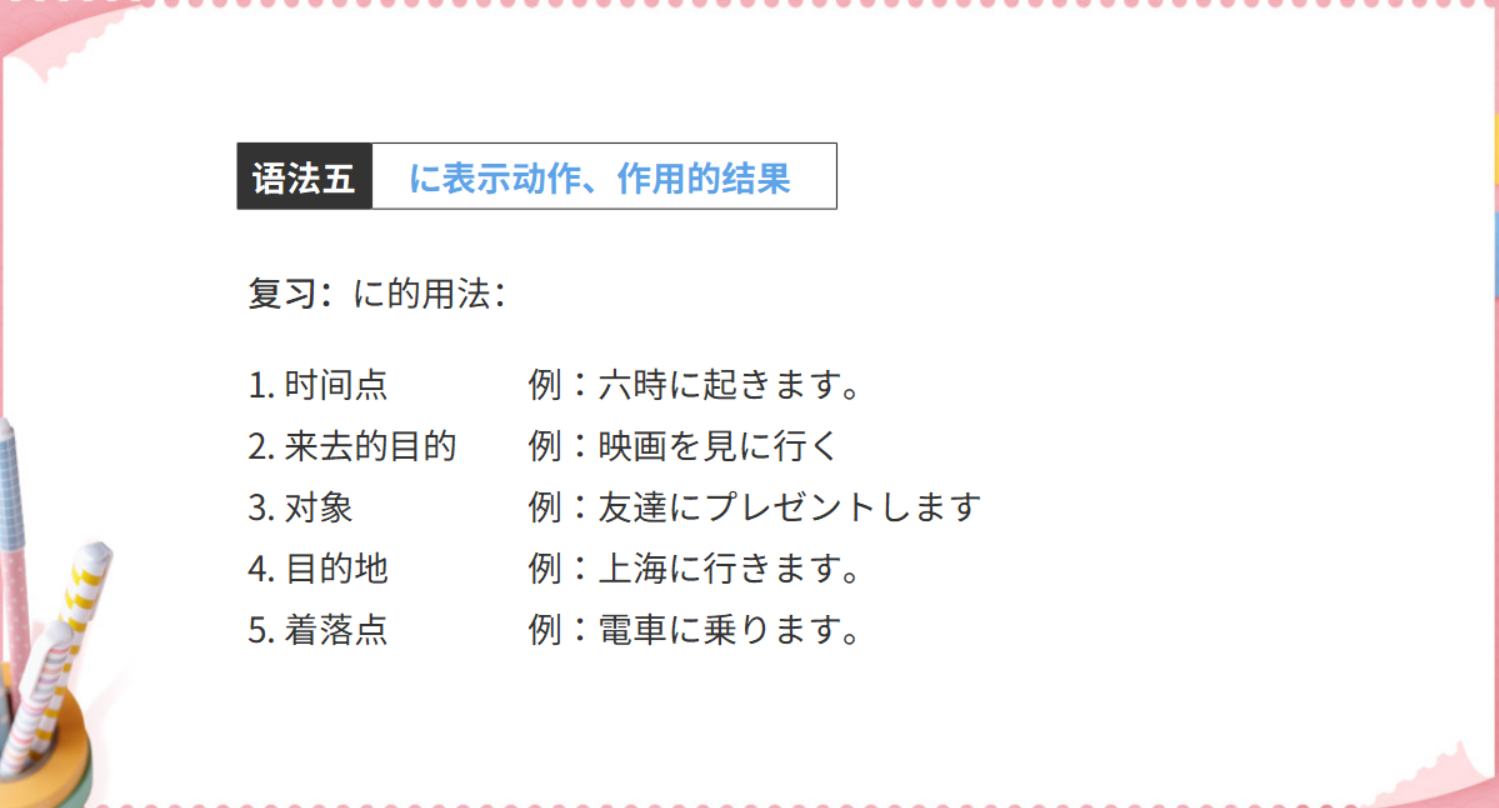 语法五 に表示动作、作用的结果
复习：に的用法：
1. 时间点 例：六時に起きます。
2. 来去的目的 例：映画を見に行く
3. 对象 例：友達にプレゼントします
4. 目的地 例：上海に行きます。
5. 着落点 例：電車に乗ります。